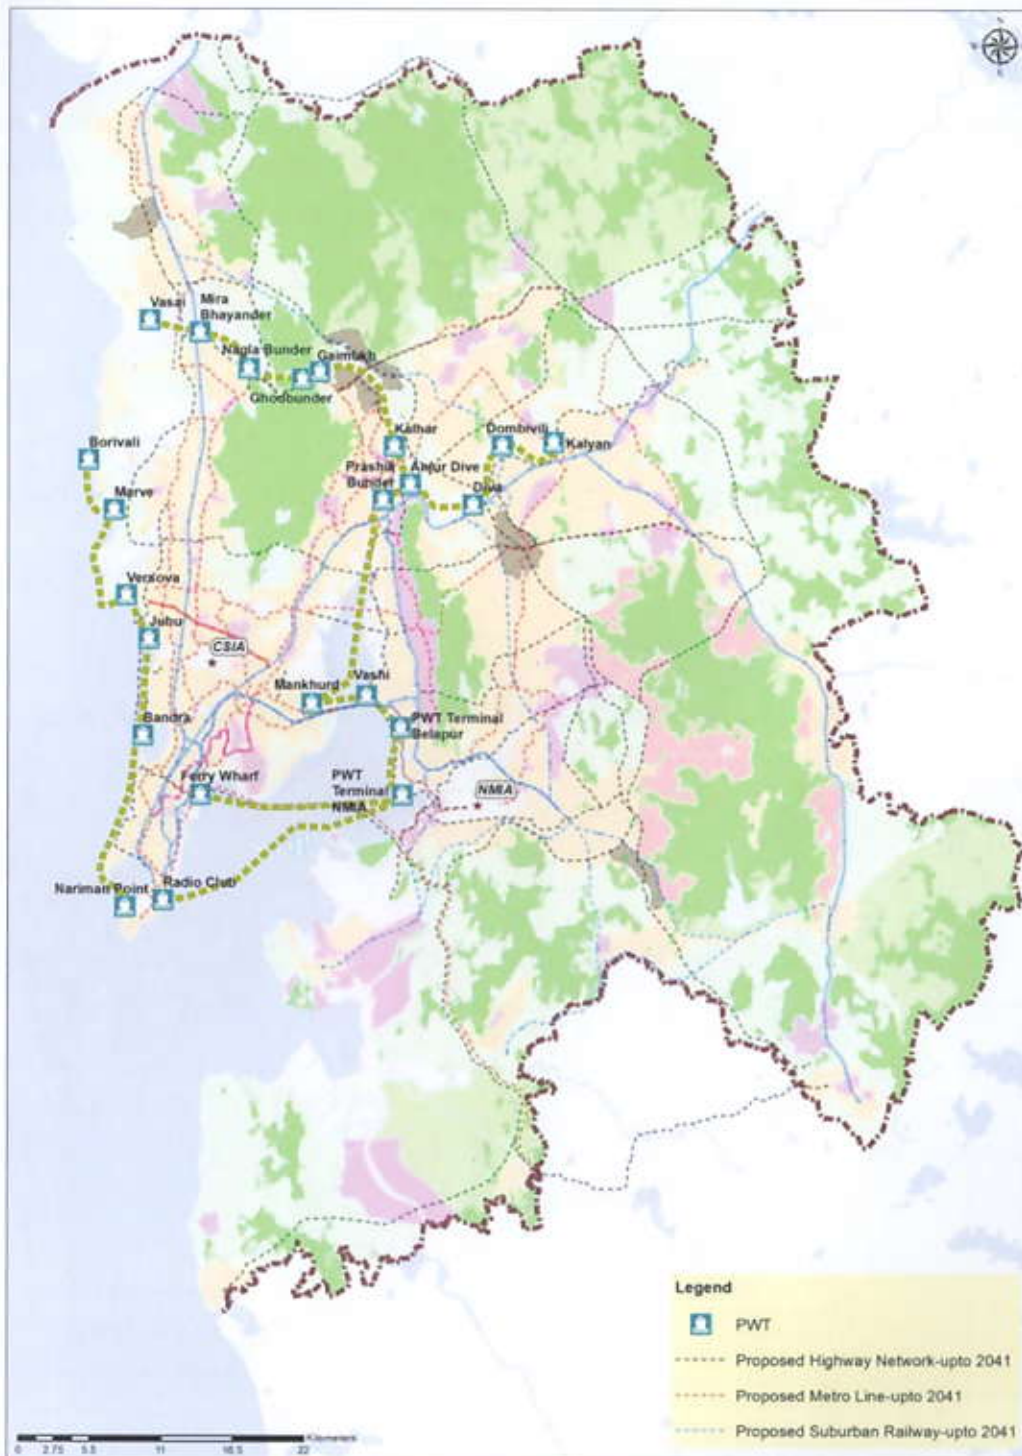 Vasai
Mira
Bhayander
Nagla Bunder
Gaimukh
Ghodbunder
Borivali
Kalhar
Dombivili
Kalyan
Marve
Prashik
Bunder
Anjur Dive
Diva
Versova
Juhu
CSIA
Mankhurd
Vashi
Bandra
PWT Terminal
Belapur
Ferry Wharf
PWT
Terminal
NMIA
NMIA
Nariman Point
Radio Club
Legend
PWT
Proposed Highway Network-upto 2041
Proposed Metro Line-upto 2041
Proposed Suburban Railway-upto 2041
Kilometers
0 2.75 5.5 11 16.5 22